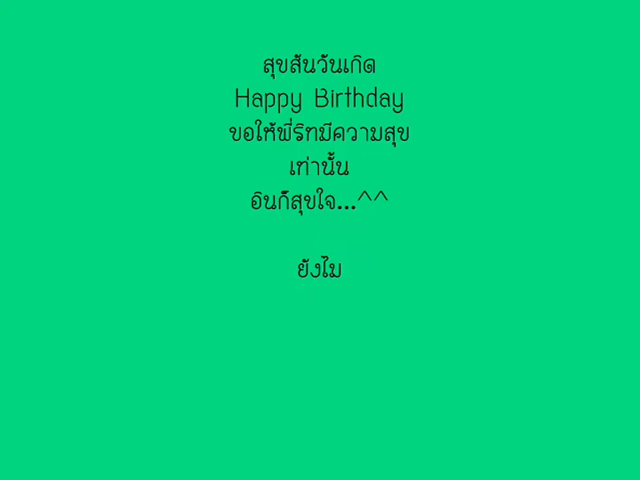 สุขสันวันเกิด
Happy Birthday
ขอให้พี่ริทมีความสุข
เท่านั้น
อินก็สุขใจ...^^
ยังไม